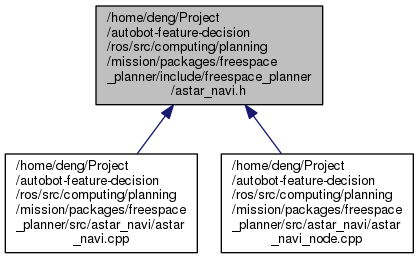 /home/deng/Project
/autobot-feature-decision
/ros/src/computing/planning
/mission/packages/freespace
_planner/include/freespace_planner
/astar_navi.h
/home/deng/Project
/autobot-feature-decision
/ros/src/computing/planning
/mission/packages/freespace
_planner/src/astar_navi/astar
_navi.cpp
/home/deng/Project
/autobot-feature-decision
/ros/src/computing/planning
/mission/packages/freespace
_planner/src/astar_navi/astar
_navi_node.cpp